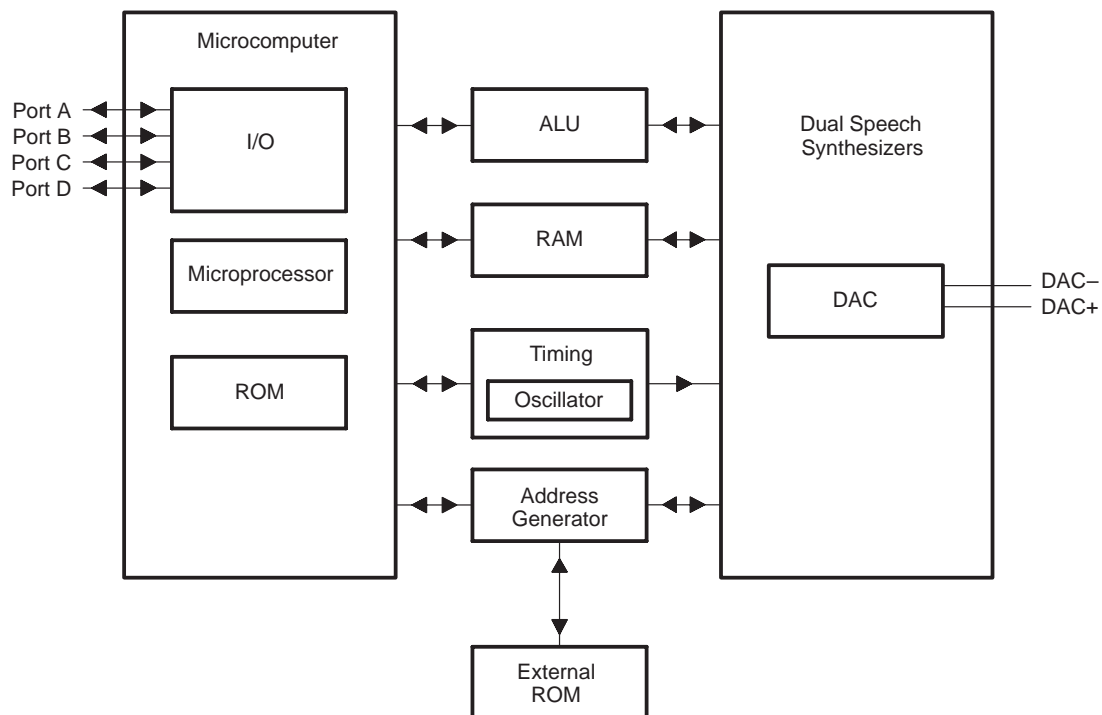 Microcomputer
Port A
Port B
Port C
Port D
I/O
Microprocessor
ROM
ALU
RAM
Timing
Oscillator
Address
Generator
External
ROM
Dual Speech
Synthesizers
DAC
DAC–
DAC+